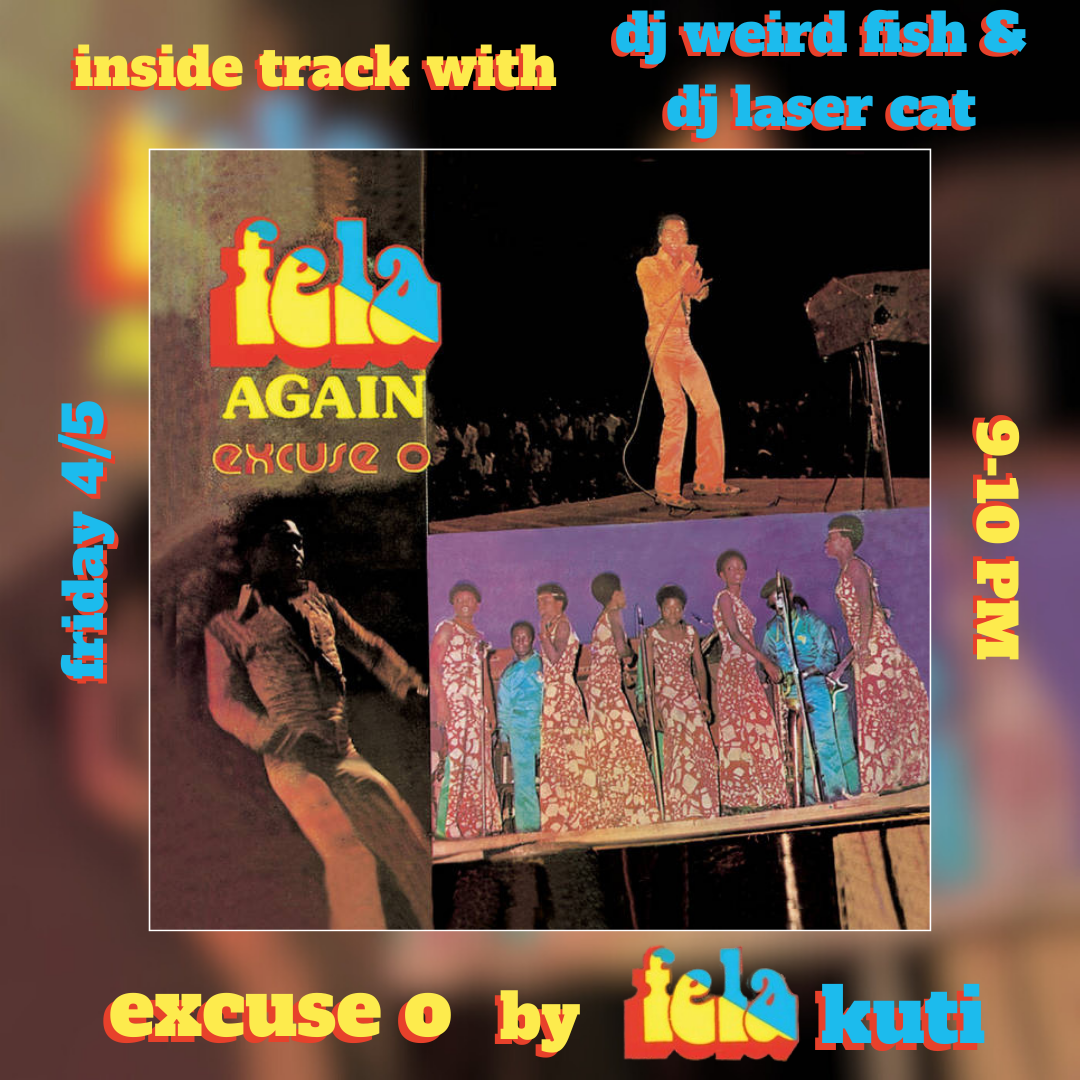 inside track with
dj weird fish &
dj laser cat
fela
AGAIN
excuse o
friday 4/5
9-10 PM
excuse o by fela kuti